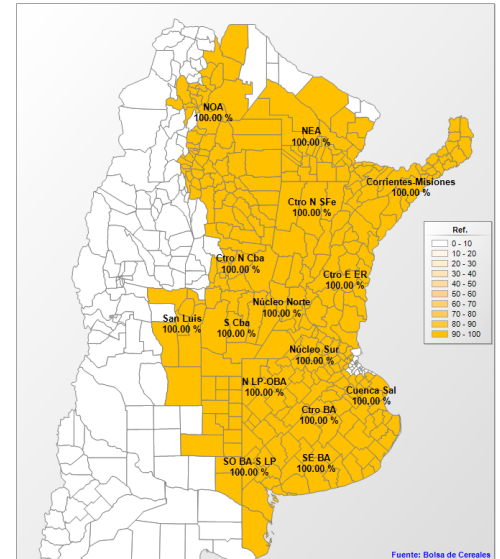 NOA
100.00 %
NEA
100.00 %
Corrientes-Misiones
100.00 %
Ctro N SFe
100.00 %
Ref.
0 - 10
10 - 20
20 - 30
30 - 40
40 - 50
50 - 60
60 - 70
70 - 80
80 - 90
90 - 100
Ctro N Cba
100.00 %
Ctro E ER
100.00 %
Núcleo Norte
100.00 %
San Luis
100.00 %
S Cba
100.00 %
Núcleo Sur
100.00 %
N LP-OBA
100.00 %
Cuenca Sal
100.00 %
Ctro BA
100.00 %
SO BA-S LP
100.00 %
SE BA
100.00 %
Fuente: Bolsa de Cereales